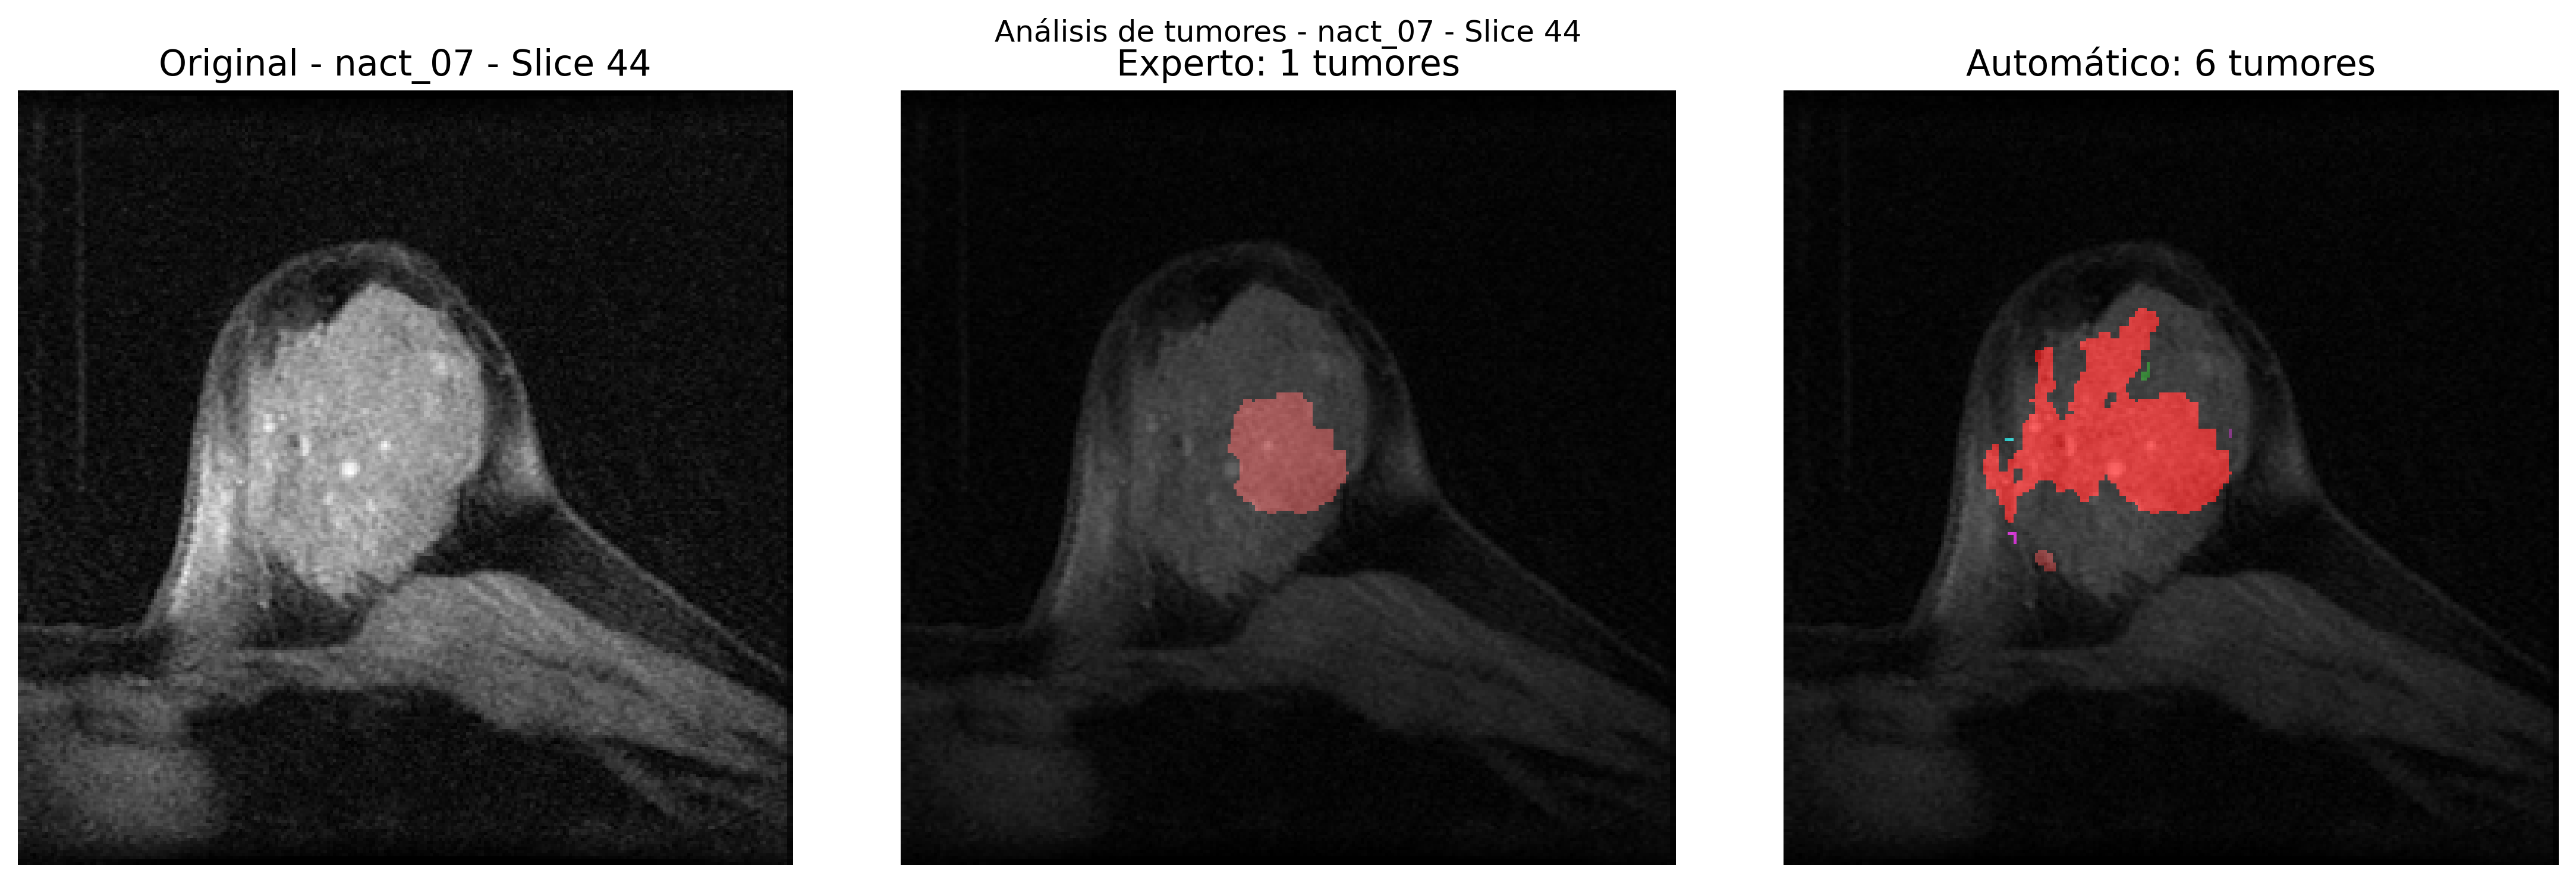 Análisis de tumores - nact_07 - Slice 44
Original - nact_07 - Slice 44
Experto: 1 tumores
Automático: 6 tumores